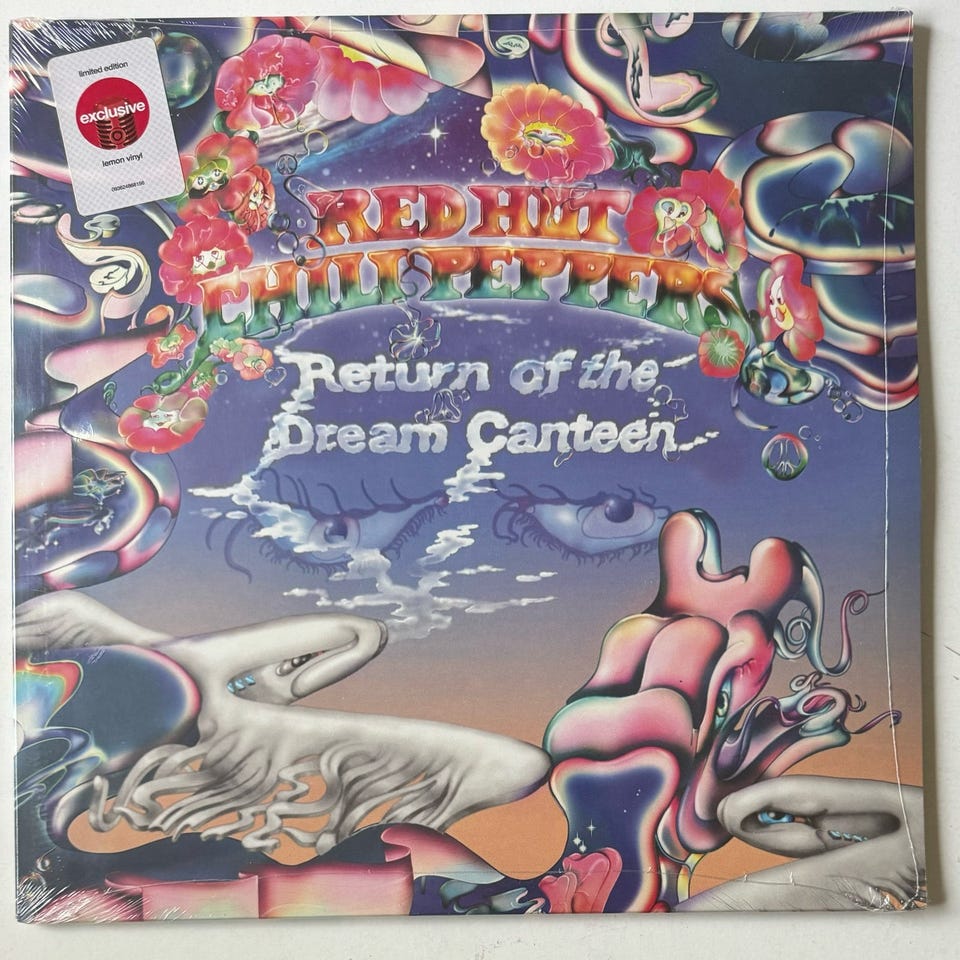 limited edition
exclusive
lemon vinyl
RED HOT
CHILI PEPPERS
Return of the
Dream Canteen